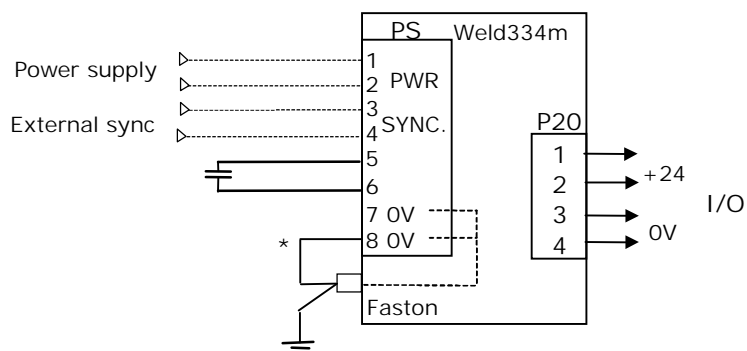 PS Weld334m
Power supply
External sync
1
2 PWR
3
4 SYNC.
5
6
7 0V
8 0V
*
Faston
P20
1
2
3
4
+24
0V
I/O